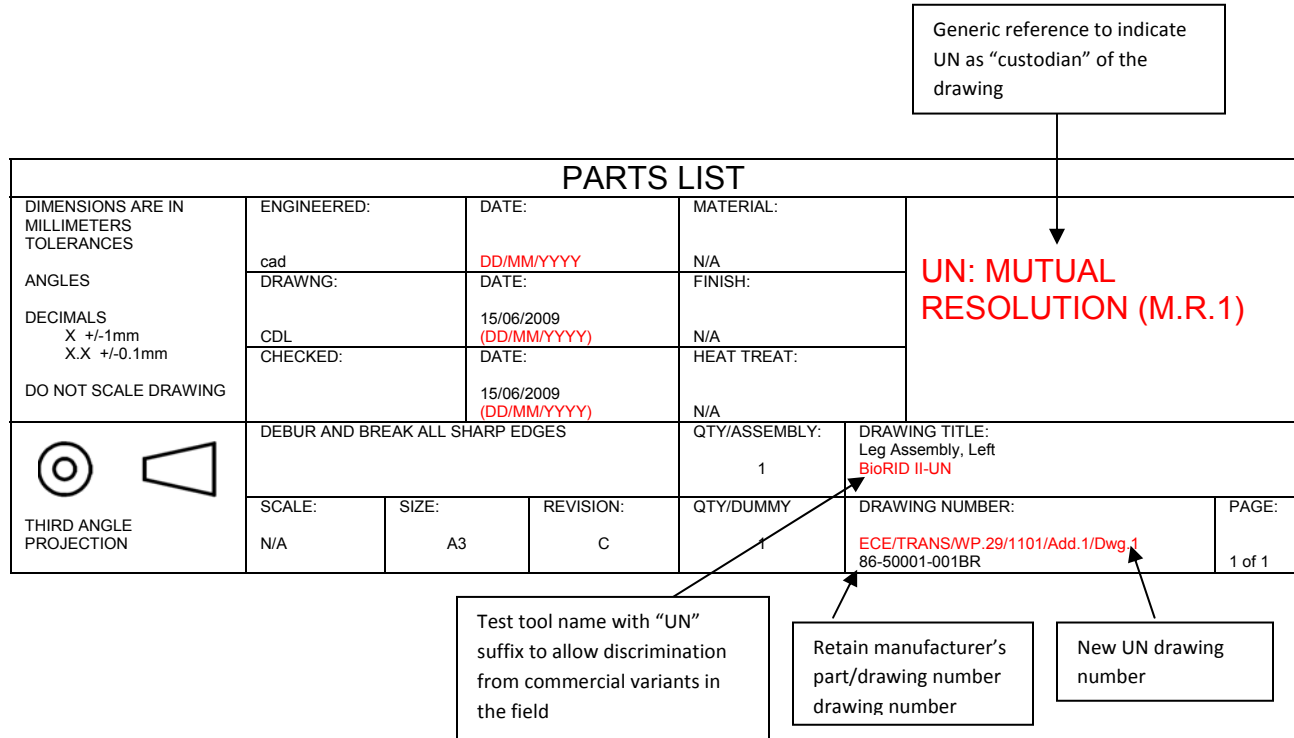 Generic reference to indicate
UN as “custodian” of the
drawing
PARTS LIST
DIMENSIONS ARE IN
MILLIMETERS
TOLERANCES
ANGLES
DECIMALS
X +/-1mm
X.X +/-0.1mm
DO NOT SCALE DRAWING
ENGINEERED:
cad
DATE:
DD/MM/YYYY
MATERIAL:
N/A
DRAWNG:
CDL
DATE:
15/06/2009
(DD/MM/YYYY)
FINISH:
N/A
CHECKED:
DATE:
15/06/2009
(DD/MM/YYYY)
HEAT TREAT:
N/A
UN: MUTUAL
RESOLUTION (M.R.1)
THIRD ANGLE
PROJECTION
DEBUR AND BREAK ALL SHARP EDGES
QTY/ASSEMBLY:
1
DRAWING TITLE:
Leg Assembly, Left
BioRID II-UN
SCALE:
N/A
SIZE:
A3
REVISION:
C
QTY/DUMMY
1
DRAWING NUMBER:
ECE/TRANS/WP.29/1101/Add.1/Dwg.1
86-50001-001BR
PAGE:
1 of 1
Test tool name with “UN”
suffix to allow discrimination
from commercial variants in
the field
Retain manufacturer’s
part/drawing number
drawing number
New UN drawing
number